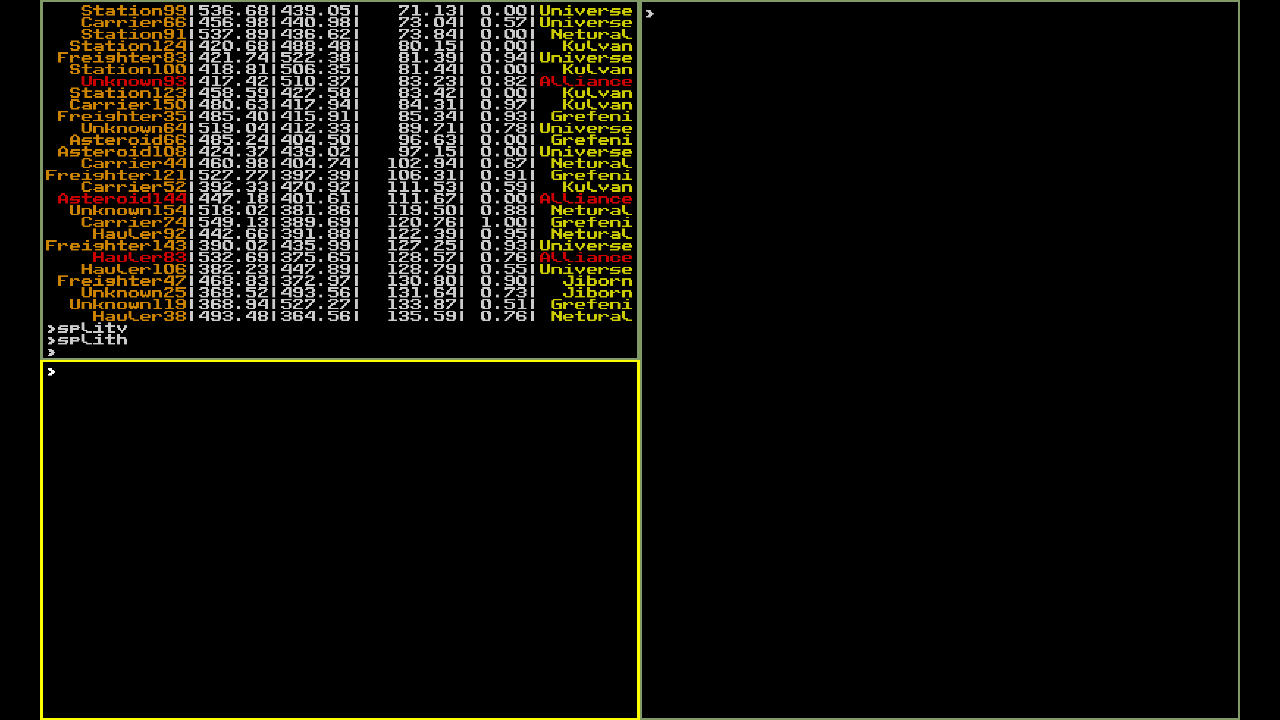 Station99|536.68|439.05|   71.13| 0.00|Universe
Carrier66|456.98|440.98|   73.04| 0.57|Universe
Station91|537.89|436.62|   73.84| 0.00| Netural
Station124|420.68|488.48|   80.15| 0.00|  Kulvan
Freighter83|421.74|522.38|   81.39| 0.94|Universe
Station100|418.81|506.35|   81.44| 0.00|  Kulvan
Unknown93|417.42|510.37|   83.23| 0.82|Alliance
Station123|458.59|427.58|   83.42| 0.00|  Kulvan
Carrier150|480.63|417.94|   84.31| 0.97|  Kulvan
Freighter35|485.40|415.91|   85.34| 0.93| Grefeni
Unknown64|519.04|412.33|   89.71| 0.78|Universe
Asteroid66|485.24|404.50|   96.63| 0.00| Grefeni
Asteroid108|424.37|439.02|   97.15| 0.00|Universe
Carrier44|460.98|404.74|  102.94| 0.67| Netural
Freighter121|527.77|397.39|  106.31| 0.91| Grefeni
Carrier52|392.33|470.92|  111.53| 0.59|  Kulvan
Asteroid144|447.18|401.61|  111.67| 0.00|Alliance
Unknown154|518.02|381.86|  119.50| 0.88| Netural
Carrier74|549.13|389.69|  120.76| 1.00| Grefeni
Hauler92|442.66|391.88|  122.39| 0.95| Netural
Freighter143|390.02|435.99|  127.25| 0.93|Universe
Hauler83|532.69|375.65|  128.57| 0.76|Alliance
Hauler106|382.23|447.89|  128.79| 0.55|Universe
Freighter47|468.83|372.97|  130.80| 0.90|  Jiborn
Unknown25|368.52|493.56|  131.64| 0.73|  Jiborn
Unknown119|368.94|527.27|  133.87| 0.51| Grefeni
Hauler38|493.48|364.56|  135.59| 0.76| Netural
>splitv
>splith
>
>
>